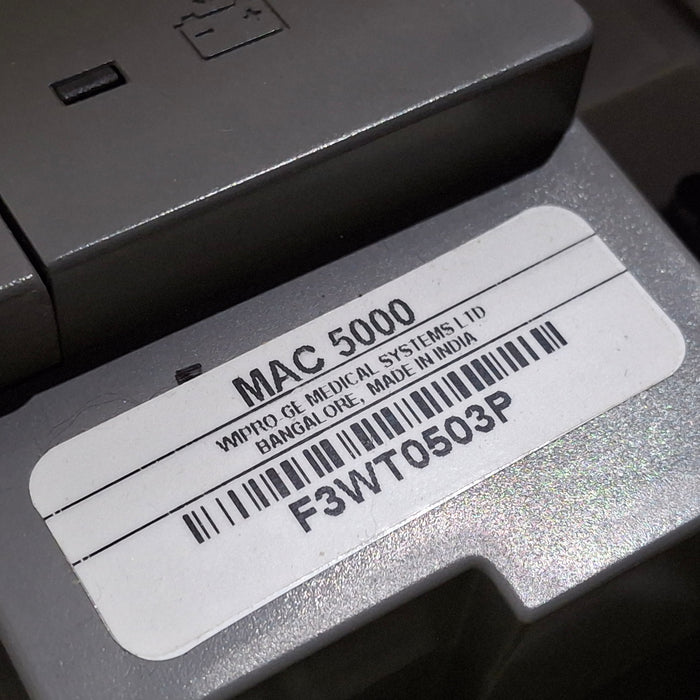 MAC 5000
WIPRO GE MEDICAL SYSTEMS LTD
BANGALORE, MADE IN INDIA
F3WT0503P